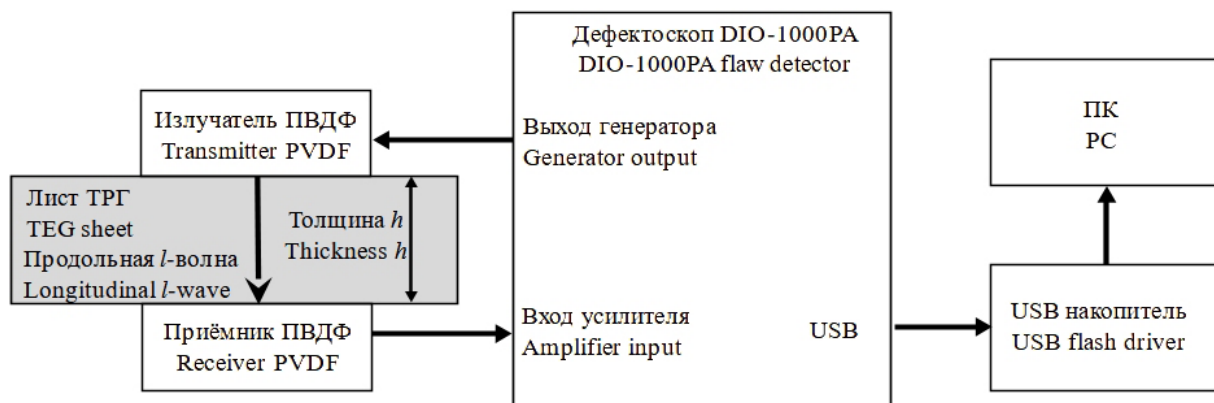 Дефектоскоп DIO-1000PA
DIO-1000PA flaw detector
Излучатель ПВДФ
Transmitter PVDF
Выход генератора
Generator output
ПК
PC
Лист ТРГ
TEG sheet
Продольная l-волна
Longitudinal l-wave
Толщина h
Thickness h
Приёмник ПВДФ
Receiver PVDF
Вход усилителя
Amplifier input
USB
USB накопитель
USB flash driver